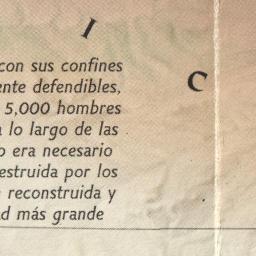 I
C
con sus confines
ente defendibles,
5,000 hombres
a lo largo de las
o era necesario
estruida por los
reconstruida y
ad más grande